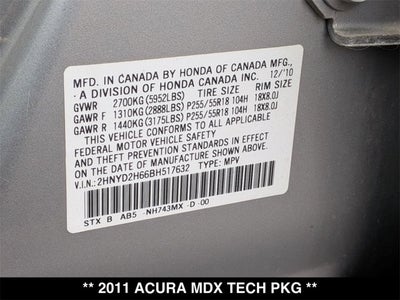 MFD. IN CANADA BY HONDA OF CANADA MFG.,
- A DIVISION OF HONDA CANADA INC. 12/'10
GVWR 2700KG (5952LBS) TIRE SIZE RIM SIZE
GAWR F 1310KG (2888LBS) P255/55R18 104H 18X8.0J
GAWR R 1440KG (3175LBS) P255/55R18 104H 18X8.0J
THIS VEHICLE CONFORMS TO ALL APPLICABLE
FEDERAL MOTOR VEHICLE SAFETY AND THEFT
PREVENTION STANDARDS IN EFFECT ON THE DATE
OF MANUFACTURE SHOWN ABOVE.
V.I.N.: 2HNYD2H66BH517632 TYPE: MPV
STX B AB5 -NH743MX -D -00
** 2011 ACURA MDX TECH PKG **